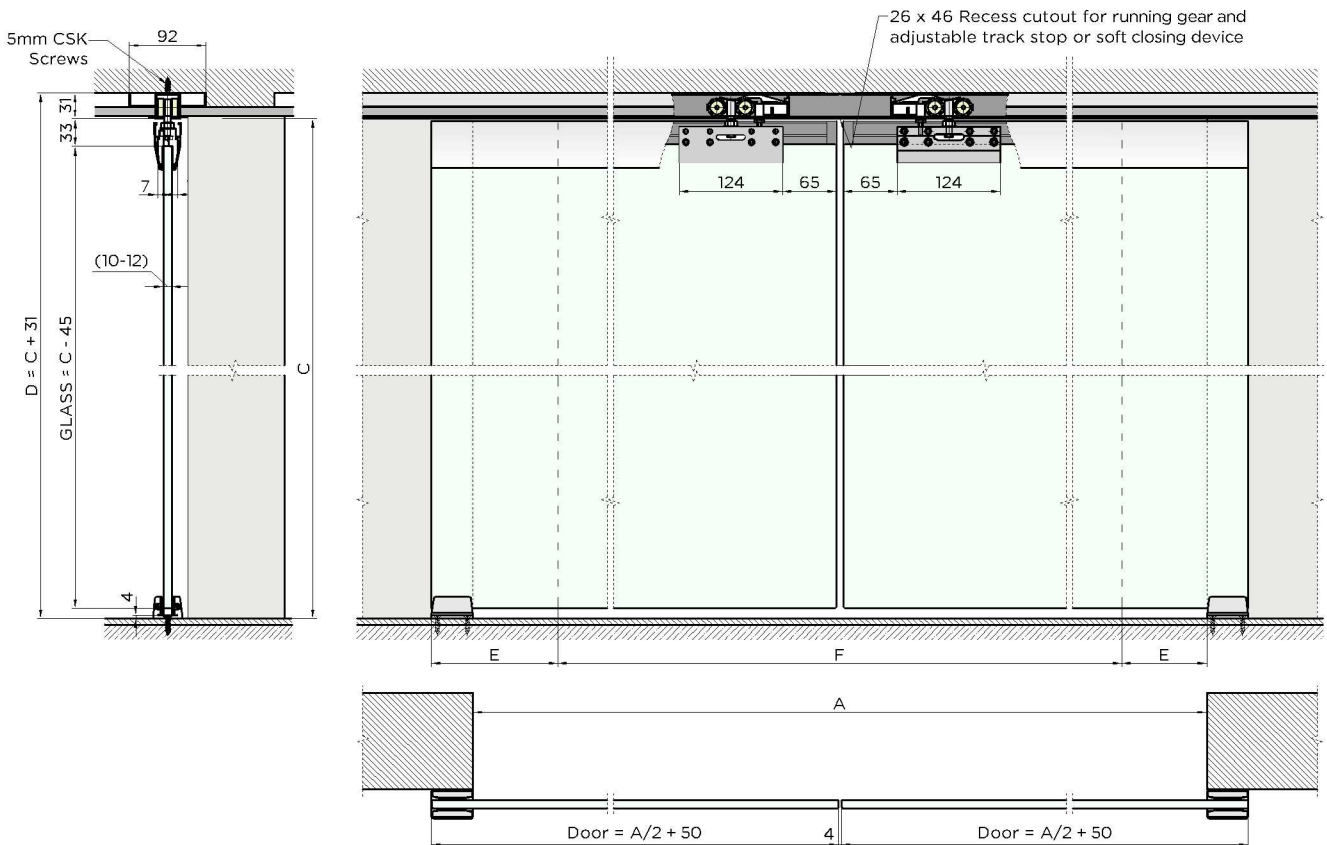 5mm CSK
Screws
92
26 x 46 Recess cutout for running gear and
adjustable track stop or soft closing device
31
33
7
124
65
65
124
(10-12)
D = C + 31
GLASS = C - 45
C
4
E
F
E
A
Door = A/2 + 50
4
Door = A/2 + 50